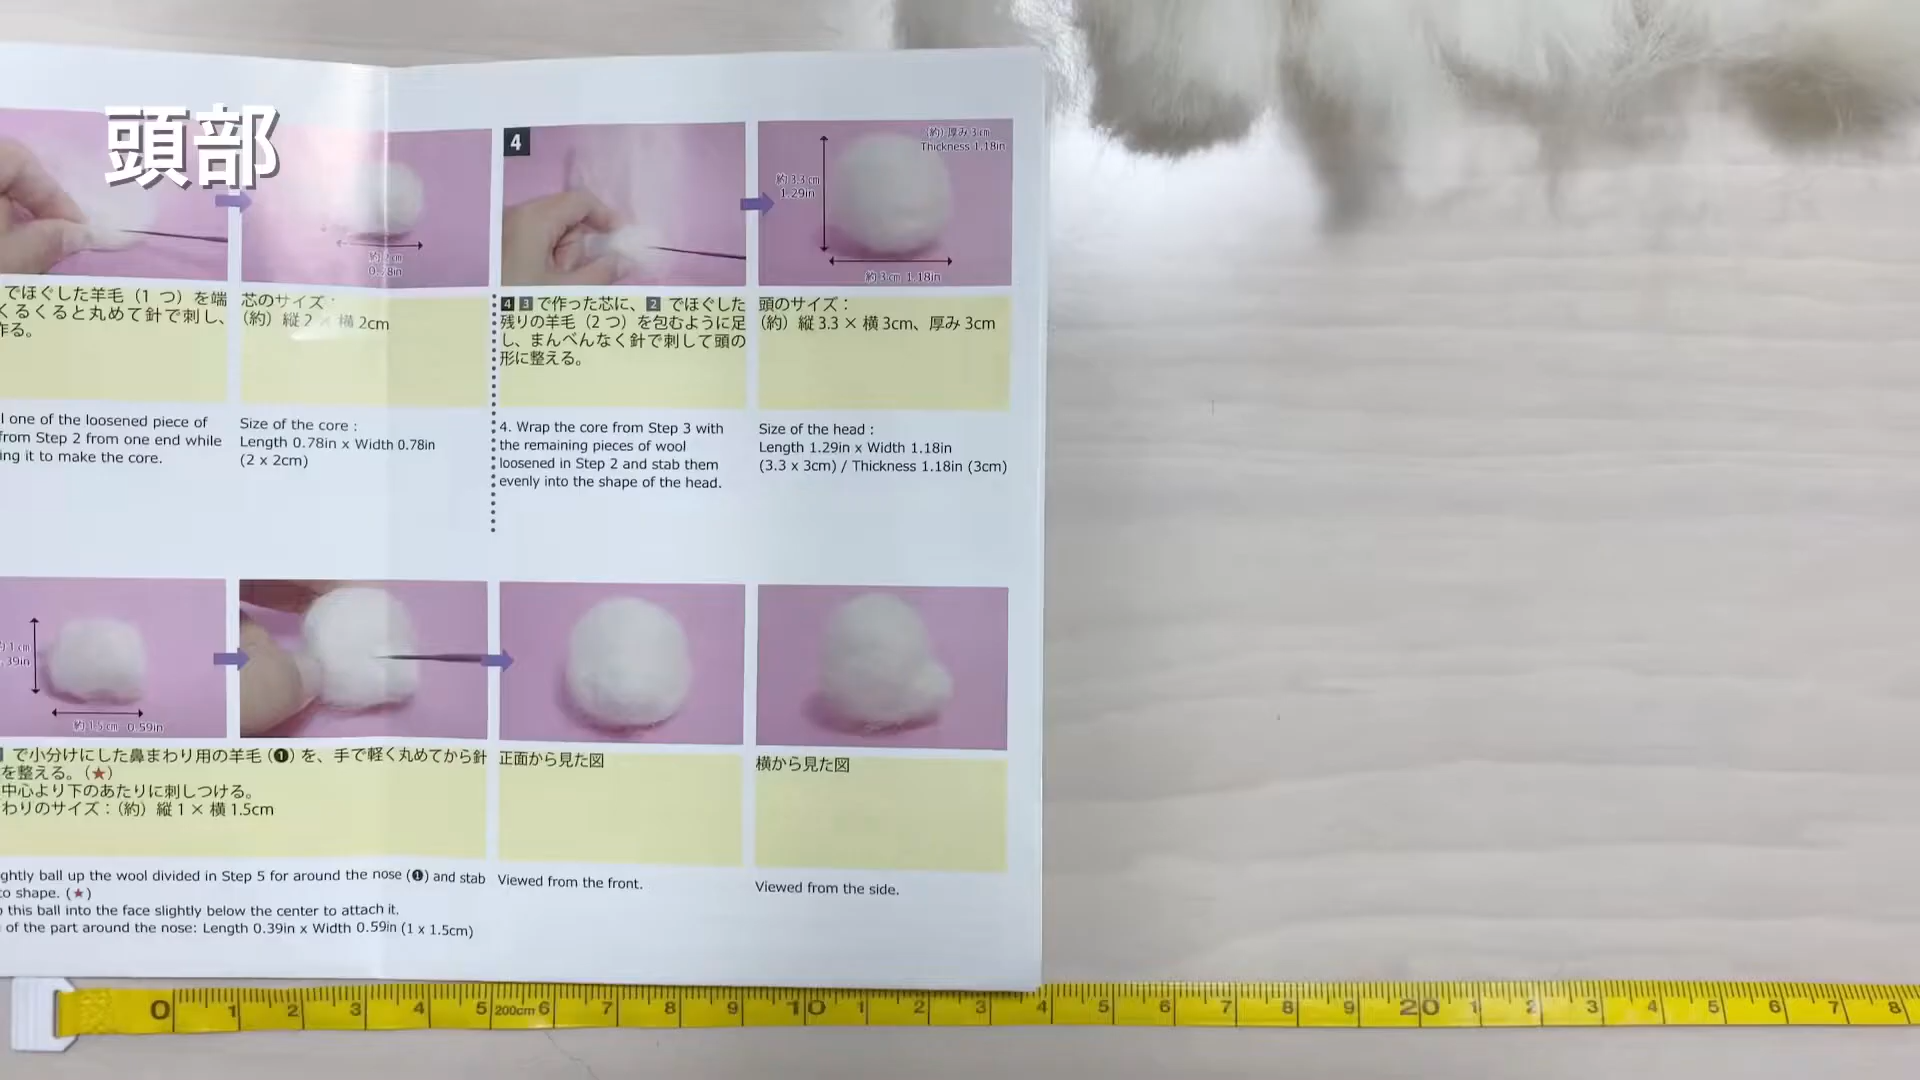 頭部
約 2 cm
芯のサイズ:
(約)縦 2 × 横 2cm
でほぐした羊毛(1 つ)を端
くるくると丸めて針で刺し、
作る。
l one of the loosened piece of
from Step 2 from one end while
ing it to make the core.
Size of the core :
Length 0.78in x Width 0.78in
(2 x 2cm)
4
4 3 で作った芯に、2 でほぐした
残りの羊毛(2 つ)を包むように足
し、まんべんなく針で刺して頭の
形に整える。
4. Wrap the core from Step 3 with
the remaining pieces of wool
loosened in Step 2 and stab them
evenly into the shape of the head.
(約) 厚み 3 cm
Thickness 1.18in
約 3.3 cm
1.29in
約 3 cm 1.18in
頭のサイズ:
(約)縦 3.3 × 横 3cm、厚み 3cm
Size of the head :
Length 1.29in x Width 1.18in
(3.3 x 3cm) / Thickness 1.18in (3cm)
1 cm
39in
約 1.5 cm 0.59in
で小分けにした鼻まわり用の羊毛(❶)を、手で軽く丸めてから針
を整える。(★)
中心より下のあたりに刺しつける。
わりのサイズ:(約)縦 1 × 横 1.5cm
ghtly ball up the wool divided in Step 5 for around the nose (❶) and stab
to shape. (★)
this ball into the face slightly below the center to attach it.
of the part around the nose: Length 0.39in x Width 0.59in (1 x 1.5cm)
正面から見た図
Viewed from the front.
横から見た図
Viewed from the side.
0 1 2 3 4 5 200cm 6 7 8 9 10 1 2 3 4 5 6 7 8 9 20 1 2 3 4 5 6 7 8